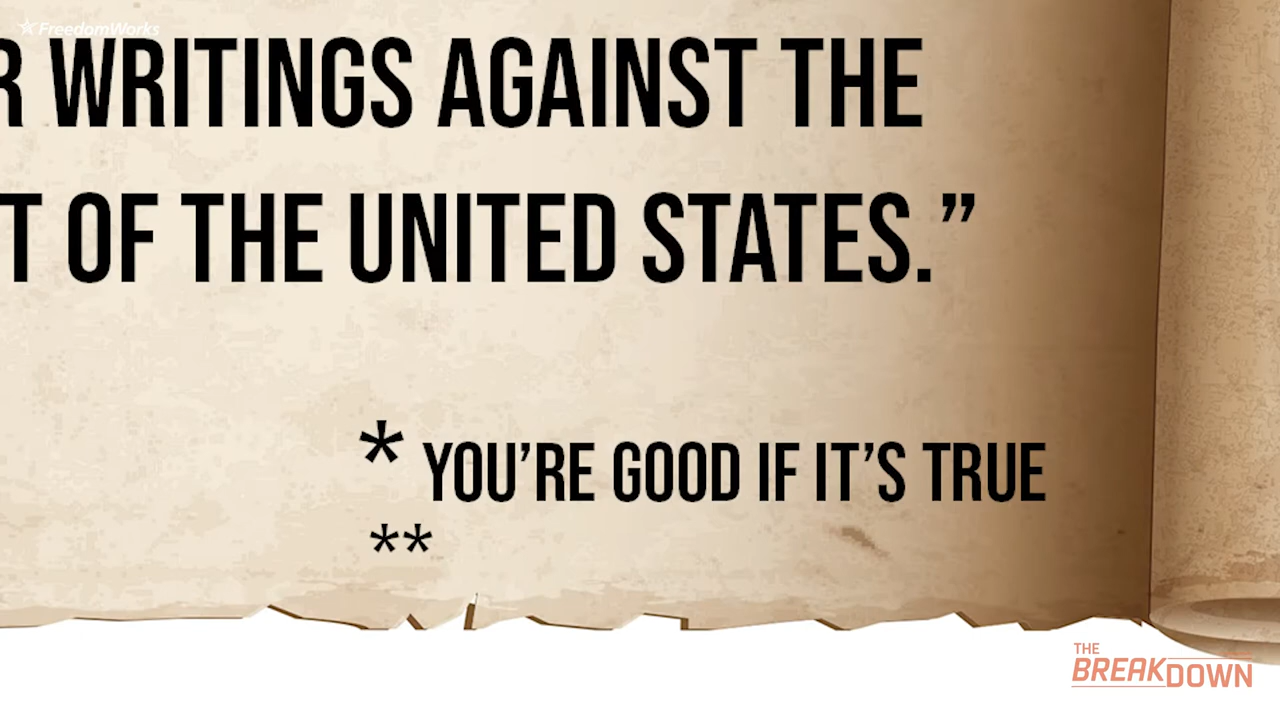 FreedomWorks
R WRITINGS AGAINST THE
T OF THE UNITED STATES.”
* YOU’RE GOOD IF IT’S TRUE
**
THE
BREAKDOWN